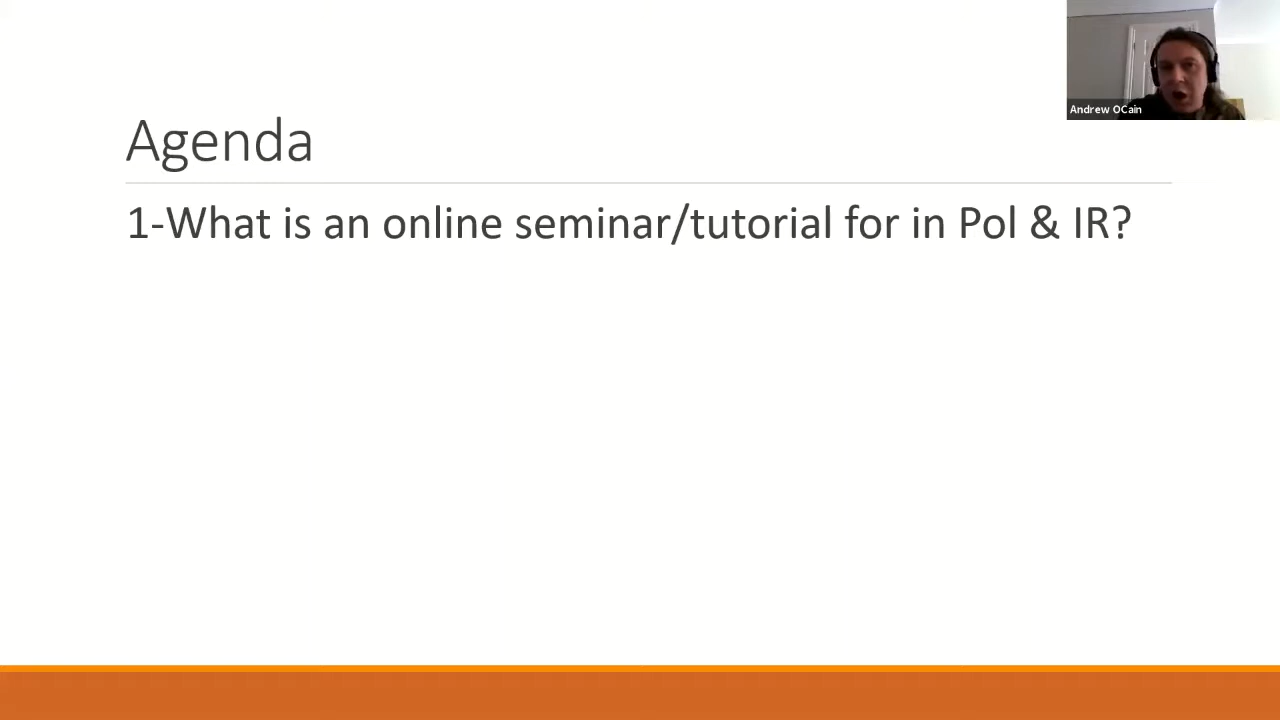 Agenda
1-What is an online seminar/tutorial for in Pol & IR?
Andrew OCain